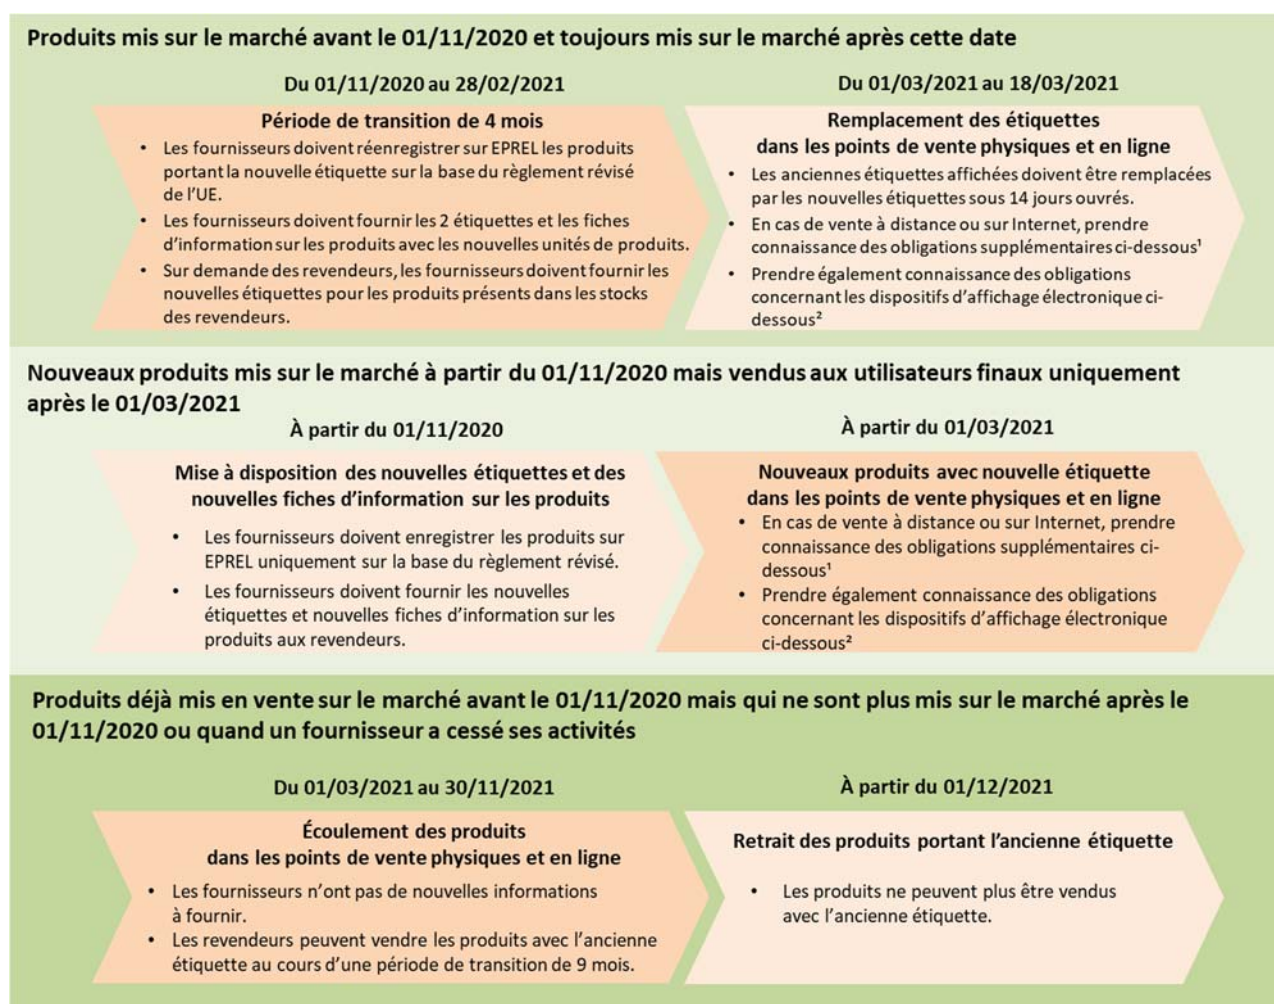 Produits mis sur le marché avant le 01/11/2020 et toujours mis sur le marché après cette date
Du 01/11/2020 au 28/02/2021
Période de transition de 4 mois
• Les fournisseurs doivent réenregistrer sur EPREL les produits
portant la nouvelle étiquette sur la base du règlement révisé
de l'UE.
• Les fournisseurs doivent fournir les 2 étiquettes et les fiches
d'information sur les produits avec les nouvelles unités de produits.
• Sur demande des revendeurs, les fournisseurs doivent fournir les
nouvelles étiquettes pour les produits présents dans les stocks
des revendeurs.
Du 01/03/2021 au 18/03/2021
Remplacement des étiquettes
dans les points de vente physiques et en ligne
• Les anciennes étiquettes affichées doivent être remplacées
par les nouvelles étiquettes sous 14 jours ouvrés.
• En cas de vente à distance ou sur Internet, prendre
connaissance des obligations supplémentaires ci-dessous¹
• Prendre également connaissance des obligations
concernant les dispositifs d'affichage électronique ci-
dessous²
Nouveaux produits mis sur le marché à partir du 01/11/2020 mais vendus aux utilisateurs finaux uniquement
après le 01/03/2021
À partir du 01/11/2020
Mise à disposition des nouvelles étiquettes et des
nouvelles fiches d'information sur les produits
• Les fournisseurs doivent enregistrer les produits sur
EPREL uniquement sur la base du règlement révisé.
• Les fournisseurs doivent fournir les nouvelles
étiquettes et nouvelles fiches d'information sur les
produits aux revendeurs.
À partir du 01/03/2021
Nouveaux produits avec nouvelle étiquette
dans les points de vente physiques et en ligne
• En cas de vente à distance ou sur Internet, prendre
connaissance des obligations supplémentaires ci-
dessous¹
• Prendre également connaissance des obligations
concernant les dispositifs d'affichage électronique
ci-dessous²
Produits déjà mis en vente sur le marché avant le 01/11/2020 mais qui ne sont plus mis sur le marché après le
01/11/2020 ou quand un fournisseur a cessé ses activités
Du 01/03/2021 au 30/11/2021
Écoulement des produits
dans les points de vente physiques et en ligne
• Les fournisseurs n'ont pas de nouvelles informations
à fournir.
• Les revendeurs peuvent vendre les produits avec l'ancienne
étiquette au cours d'une période de transition de 9 mois.
À partir du 01/12/2021
Retrait des produits portant l'ancienne étiquette
• Les produits ne peuvent plus être vendus
avec l'ancienne étiquette.